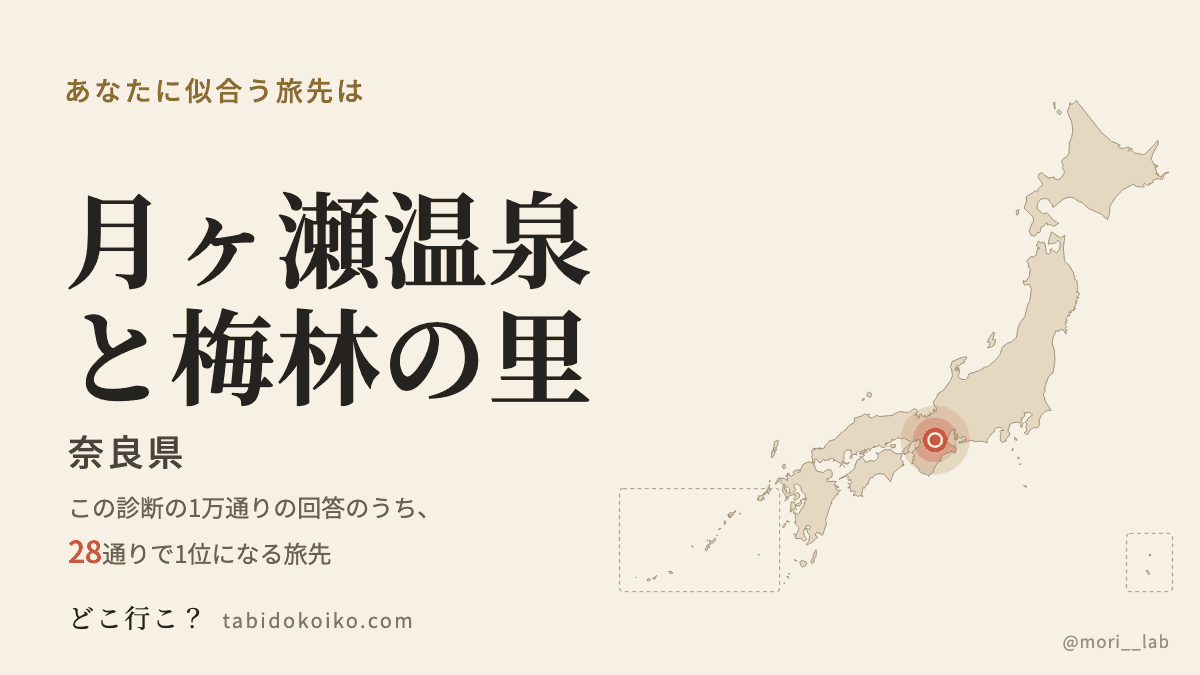 あなたに似合う旅先は
月ヶ瀬温泉
と梅林の里
奈良県
この診断の1万通りの回答のうち、
28通りで1位になる旅先
どこ行こ？ tabidokoiko.com
@mori__lab